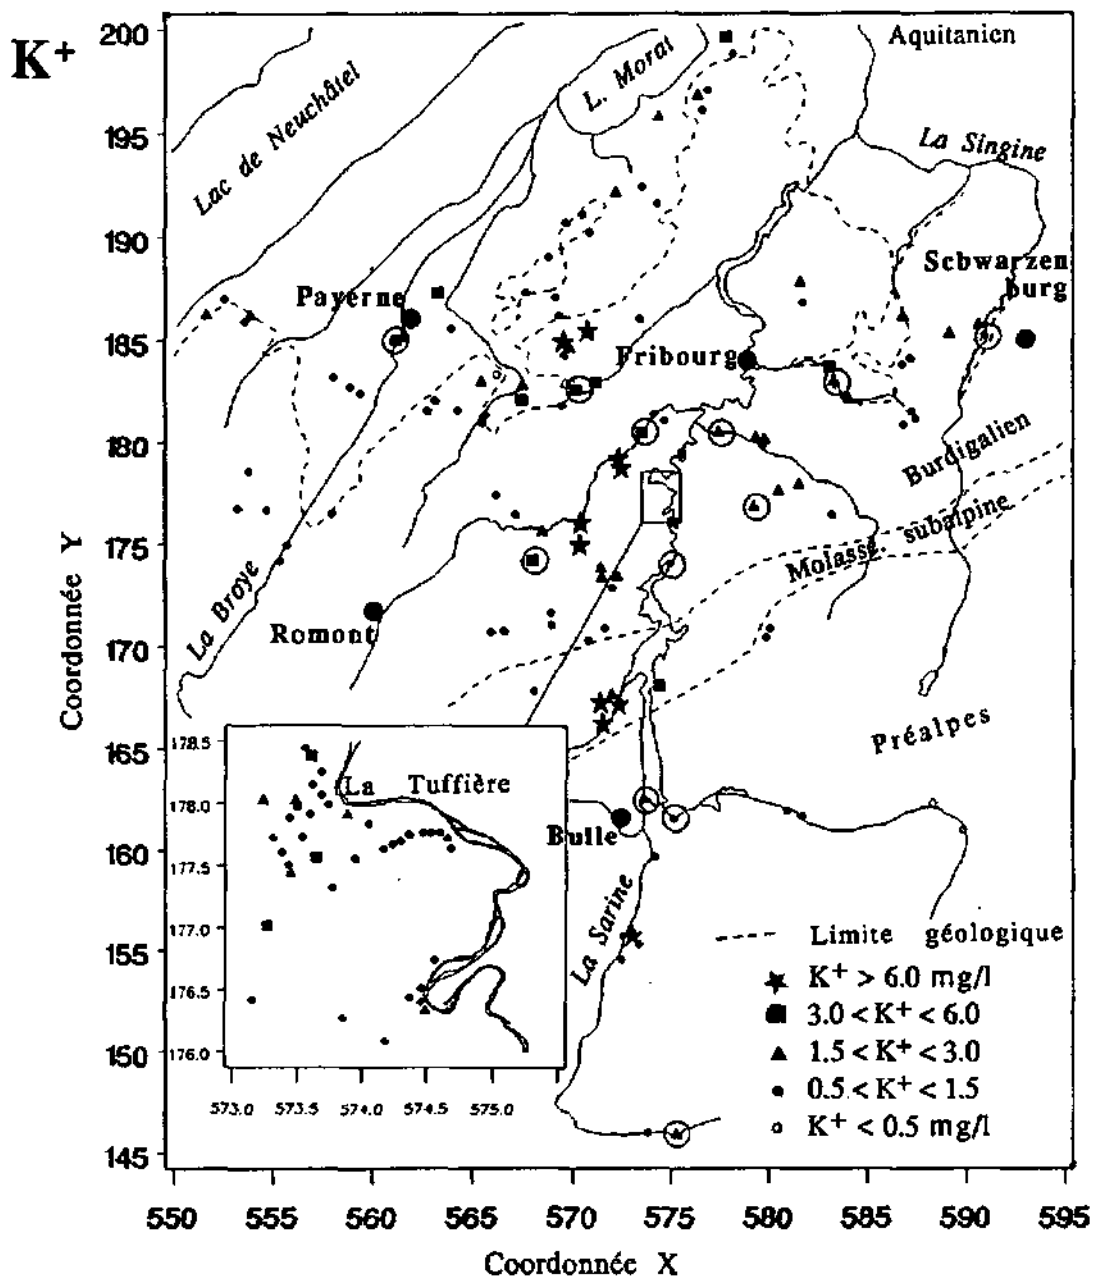 K+
Aquitanien
L. Morat
Lac de Neuchâtel
La Singine
Schwarzen
burg
Payerne
Fribourg
Burdigalien
Molasse subalpine
La Broye
Romont
Préalpes
La Tuffière
Bulle
La Sarine
Limite géologique
K+ > 6.0 mg/l
3.0 < K+ < 6.0
1.5 < K+ < 3.0
0.5 < K+ < 1.5
K+ < 0.5 mg/l
200
195
190
185
180
175
170
165
160
155
150
145
Coordonnée Y
178.5
178.0
177.5
177.0
176.5
176.0
573.0 573.5 574.0 574.5 575.0
550 555 560 565 570 575 580 585 590 595
Coordonnée X